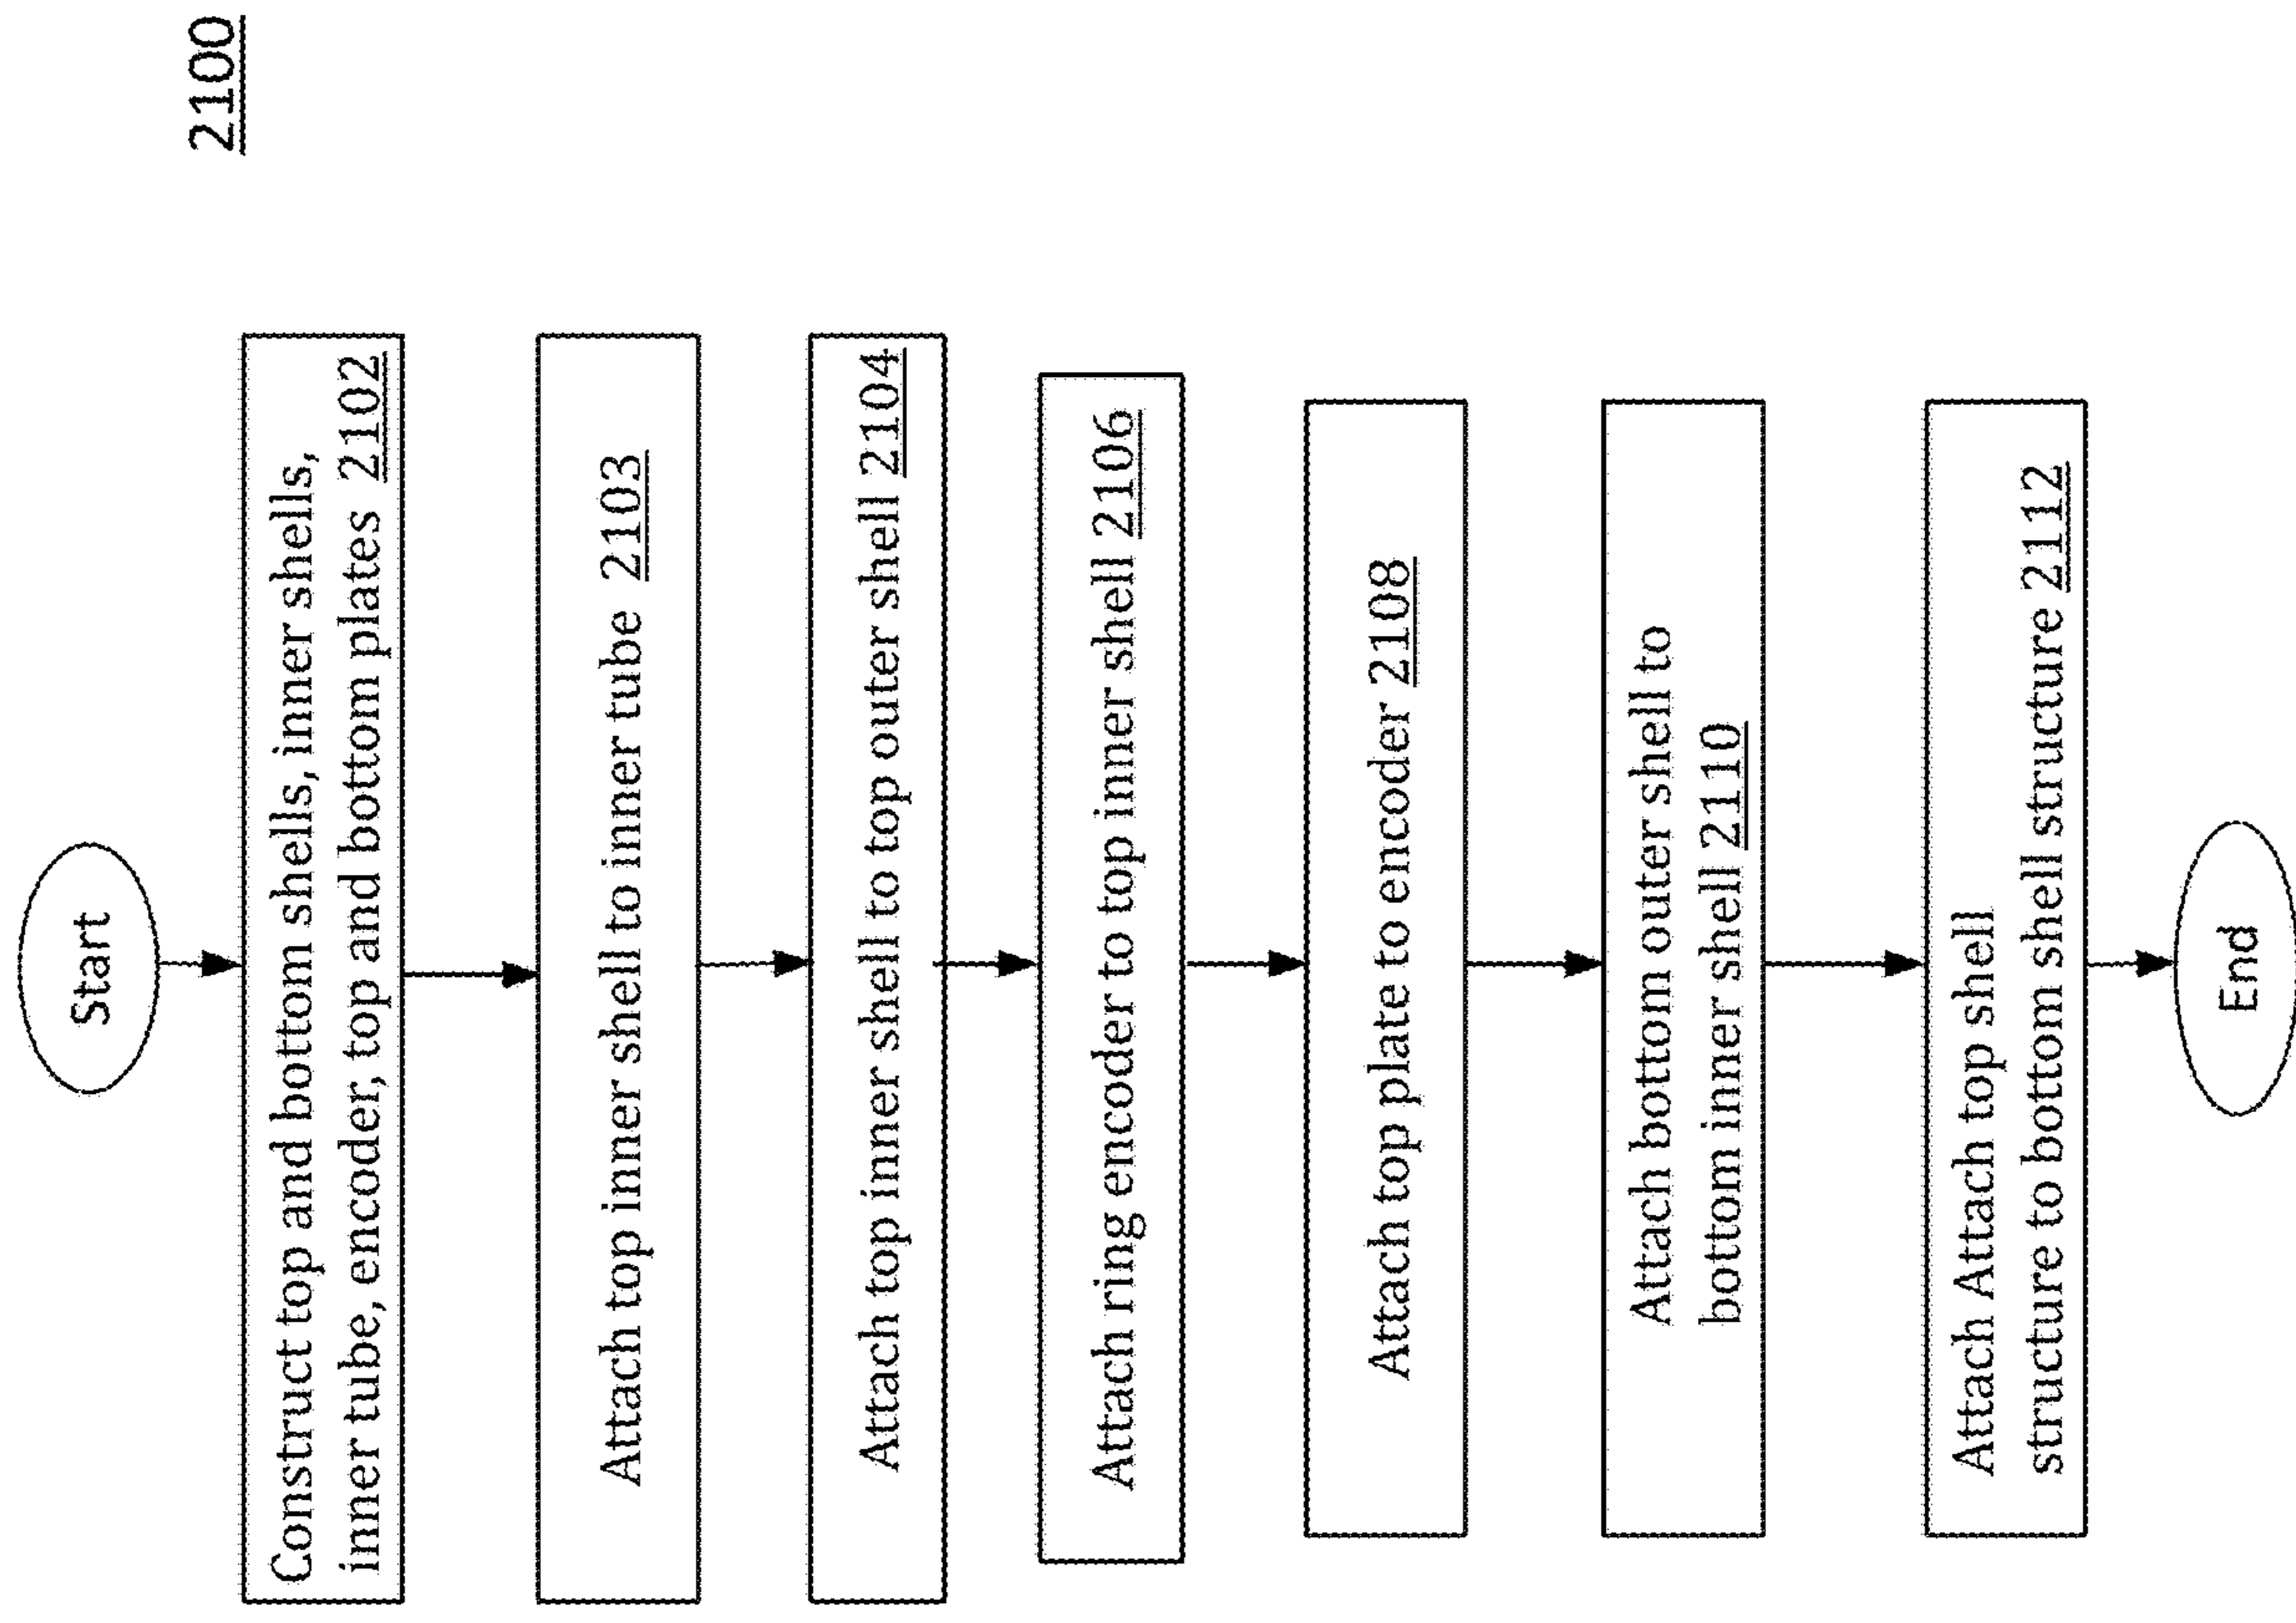 2100
Start
Construct top and bottom shells, inner shells,
inner tube, encoder, top and bottom plates 2102
Attach top inner shell to inner tube 2103
Attach top inner shell to top outer shell 2104
Attach ring encoder to top inner shell 2106
Attach top plate to encoder 2108
Attach bottom outer shell to
bottom inner shell 2110
Attach Attach top shell
structure to bottom shell structure 2112
End